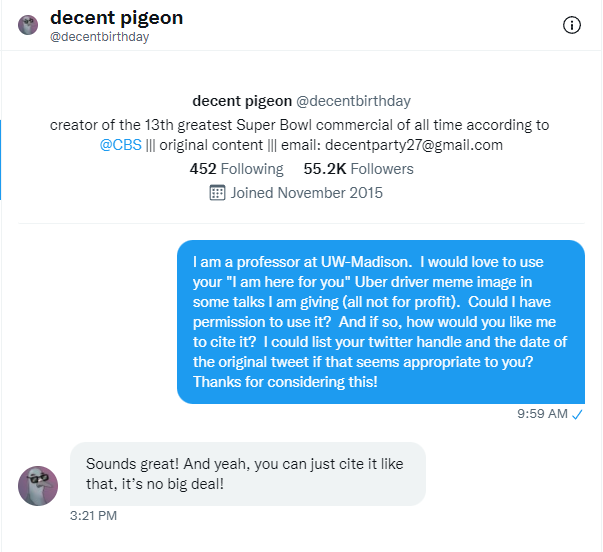 decent pigeon
@decentbirthday
decent pigeon @decentbirthday
creator of the 13th greatest Super Bowl commercial of all time according to
@CBS ||| original content ||| email: decentparty27@gmail.com
452 Following 55.2K Followers
Joined November 2015
I am a professor at UW-Madison.  I would love to use
your "I am here for you" Uber driver meme image in
some talks I am giving (all not for profit).  Could I have
permission to use it?  And if so, how would you like me
to cite it?  I could list your twitter handle and the date of
the original tweet if that seems appropriate to you?
Thanks for considering this!
9:59 AM
Sounds great! And yeah, you can just cite it like
that, it’s no big deal!
3:21 PM